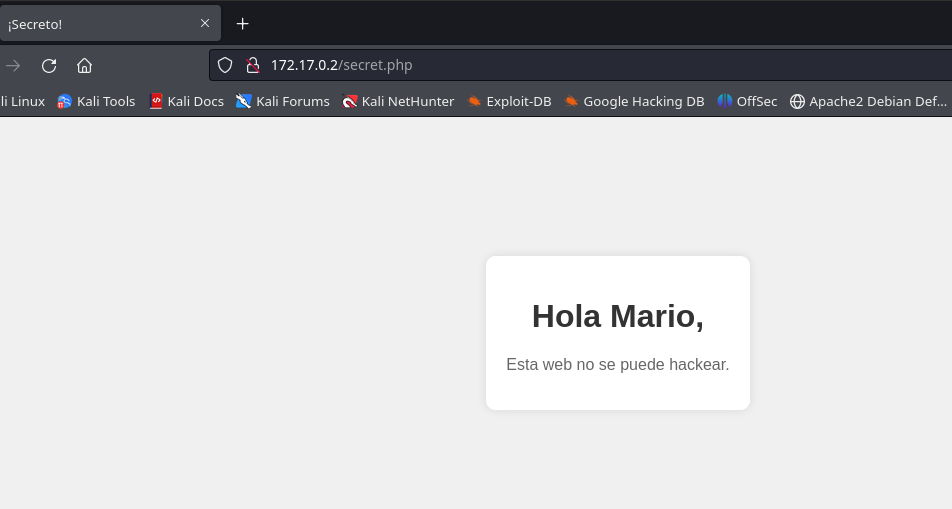 ¡Secreto!
172.17.0.2/secret.php
li Linux Kali Tools Kali Docs Kali Forums Kali NetHunter Exploit-DB Google Hacking DB OffSec Apache2 Debian Def...
Hola Mario,
Esta web no se puede hackear.